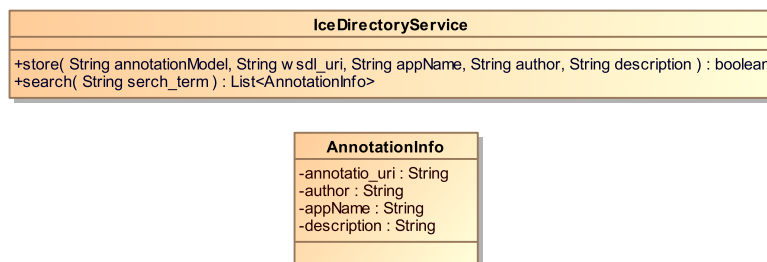 IceDirectoryService
+store( String annotationModel, String wsdl_uri, String appName, String author, String description ) : boolean
+search( String serch_term ) : List<AnnotationInfo>
AnnotationInfo
-annotatio_uri : String
-author : String
-appName : String
-description : String